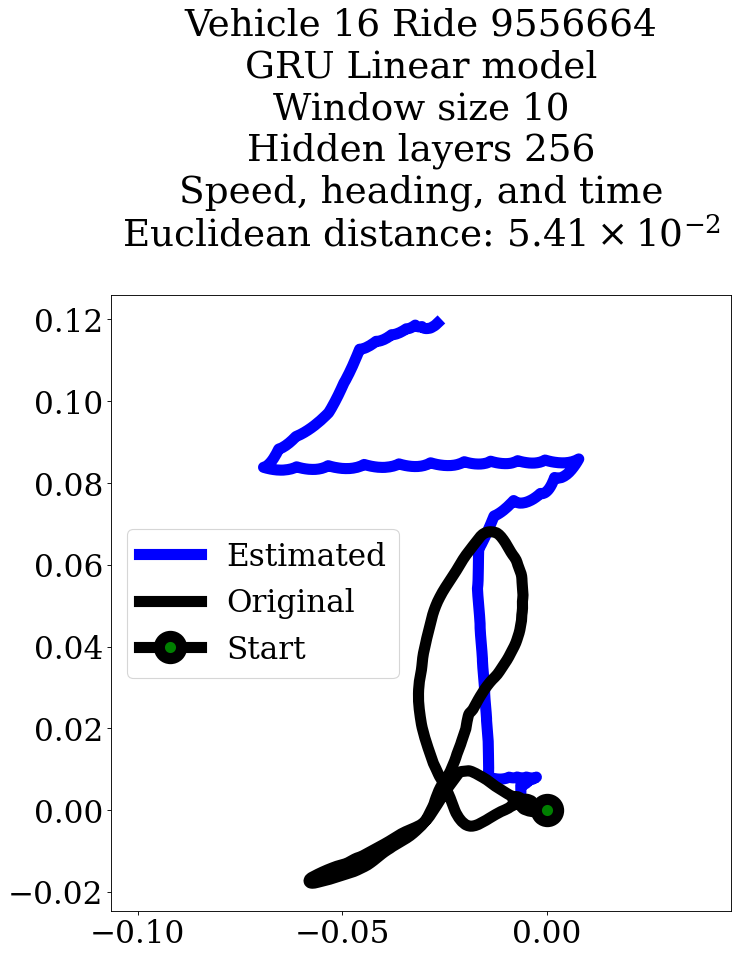 Vehicle 16 Ride 9556664
GRU Linear model
Window size 10
Hidden layers 256
Speed, heading, and time
Euclidean distance: 5.41 × 10⁻²
0.12
0.10
0.08
0.06
0.04
0.02
0.00
−0.02
Estimated
Original
Start
−0.10
−0.05
0.00